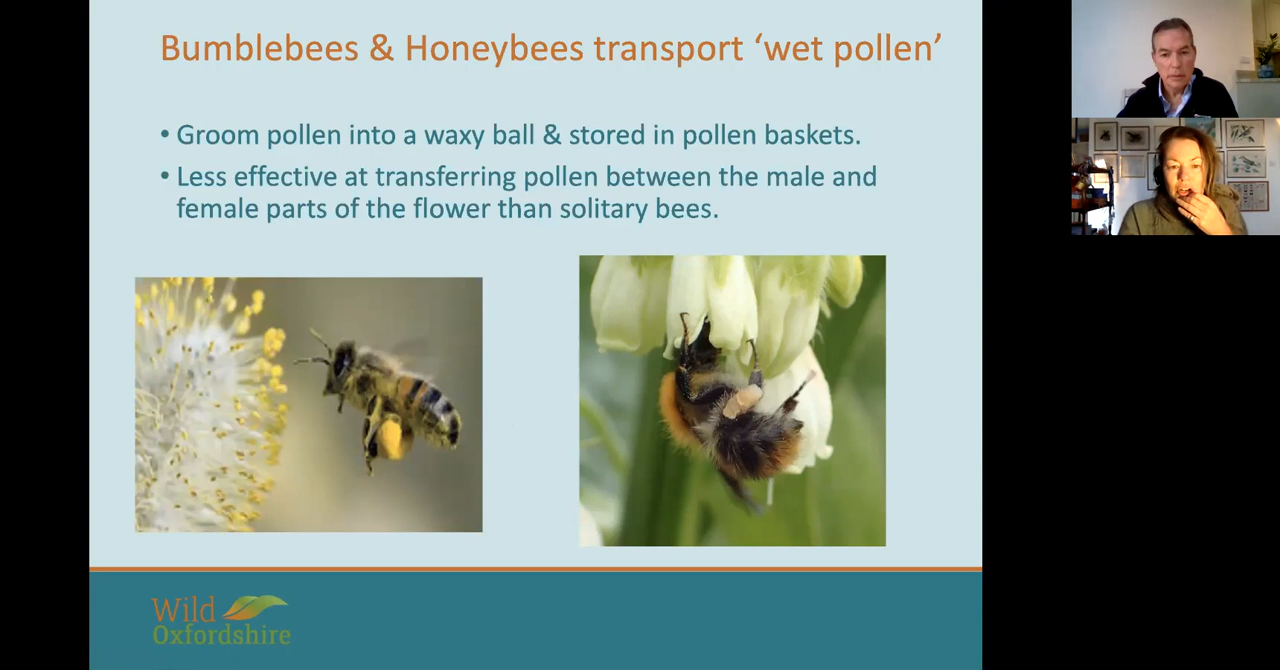 Bumblebees & Honeybees transport ‘wet pollen’
• Groom pollen into a waxy ball & stored in pollen baskets.
• Less effective at transferring pollen between the male and
female parts of the flower than solitary bees.
Wild
Oxfordshire